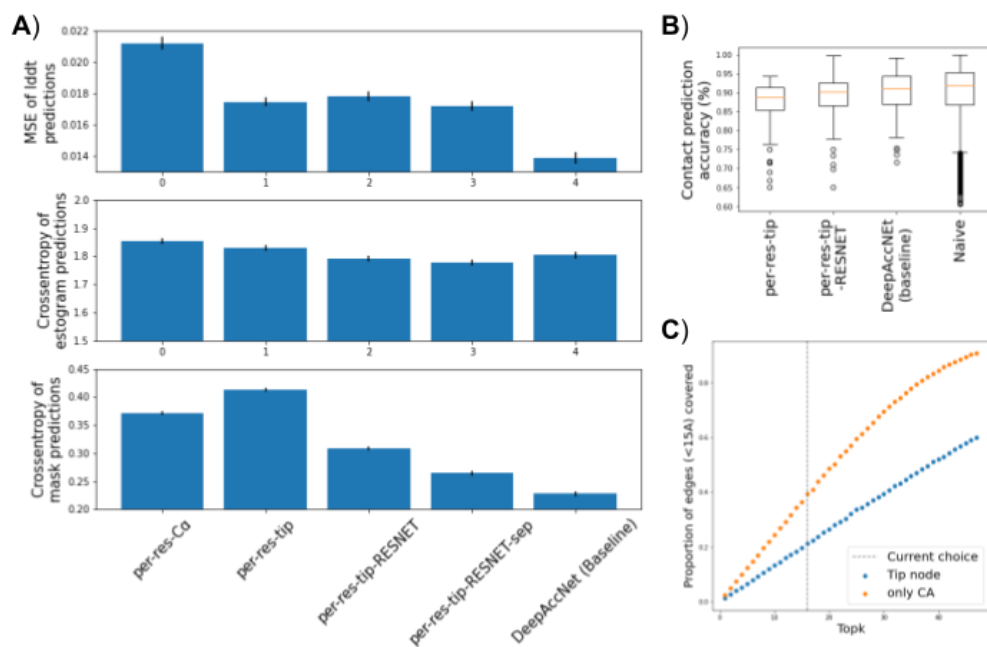 A)
MSE of lddt
predictions
0.022
0.020
0.018
0.016
0.014
0 1 2 3 4
Crossentropy of
estogram predictions
2.0
1.9
1.8
1.7
1.6
1.5
0 1 2 3 4
Crossentropy of
mask predictions
0.45
0.40
0.35
0.30
0.25
0.20
per-res-Cα
per-res-tip
per-res-tip-RESNET
per-res-tip-RESNET-sep
DeepAccNet (Baseline)
B)
Contact prediction
accuracy (%)
1.00
0.95
0.90
0.85
0.80
0.75
0.70
0.65
0.60
per-res-tip
per-res-tip
-RESNET
DeepAccNEt
(baseline)
Naive
C)
Proportion of edges (<15A) covered
0.8
0.6
0.4
0.2
0.0
0 10 20 30 40
Topk
Current choice
Tip node
only CA